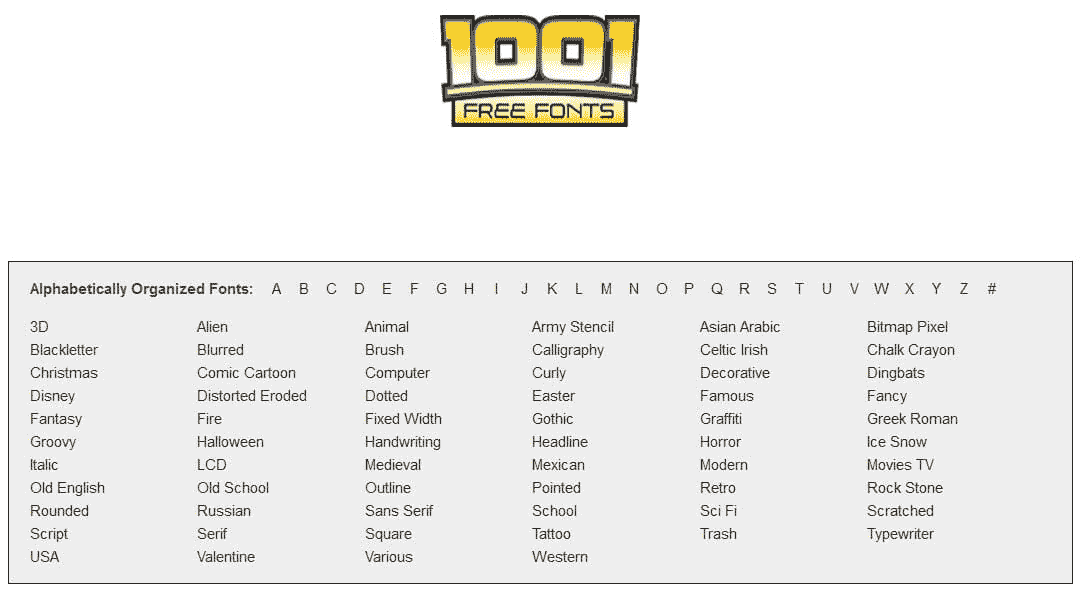 1001
FREE FONTS
Alphabetically Organized Fonts: A B C D E F G H I J K L M N O P Q R S T U V W X Y Z #
3D Alien Animal Army Stencil Asian Arabic Bitmap Pixel
Blackletter Blurred Brush Calligraphy Celtic Irish Chalk Crayon
Christmas Comic Cartoon Computer Curly Decorative Dingbats
Disney Distorted Eroded Dotted Easter Famous Fancy
Fantasy Fire Fixed Width Gothic Graffiti Greek Roman
Groovy Halloween Handwriting Headline Horror Ice Snow
Italic LCD Medieval Mexican Modern Movies TV
Old English Old School Outline Pointed Retro Rock Stone
Rounded Russian Sans Serif School Sci Fi Scratched
Script Serif Square Tattoo Trash Typewriter
USA Valentine Various Western